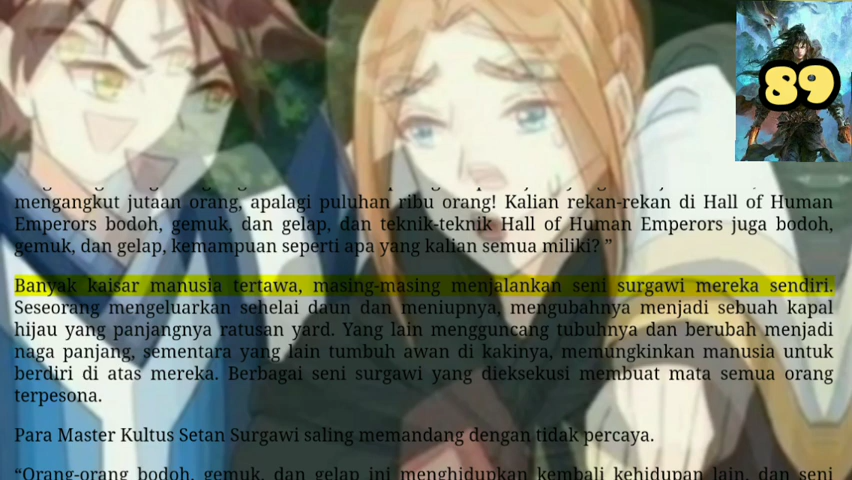 89
mengangkut jutaan orang, apalagi puluhan ribu orang! Kalian rekan-rekan di Hall of Human
Emperors bodoh, gemuk, dan gelap, dan teknik-teknik Hall of Human Emperors juga bodoh,
gemuk, dan gelap, kemampuan seperti apa yang kalian semua miliki? ”
Banyak kaisar manusia tertawa, masing-masing menjalankan seni surgawi mereka sendiri.
Seseorang mengeluarkan sehelai daun dan meniupnya, mengubahnya menjadi sebuah kapal
hijau yang panjangnya ratusan yard. Yang lain mengguncang tubuhnya dan berubah menjadi
naga panjang, sementara yang lain tumbuh awan di kakinya, memungkinkan manusia untuk
berdiri di atas mereka. Berbagai seni surgawi yang dieksekusi membuat mata semua orang
terpesona.
Para Master Kultus Setan Surgawi saling memandang dengan tidak percaya.
“Orang-orang bodoh, gemuk, dan gelap ini menghidupkan kembali kehidupan lain, dan seni